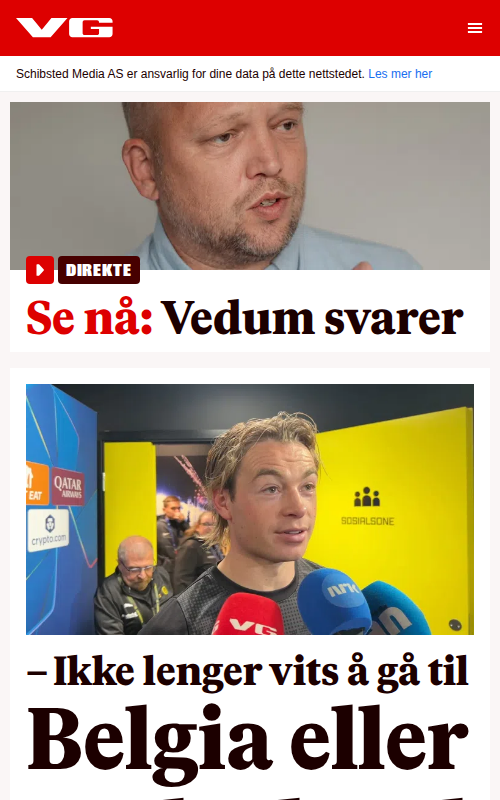 VG
Schibsted Media AS er ansvarlig for dine data på dette nettstedet. Les mer her
DIREKTE
Se nå: Vedum svarer
EAT
QATAR
AIRWAYS
crypto.com
SOSIALSONE
nrk
VG
– Ikke lenger vits å gå til
Belgia eller